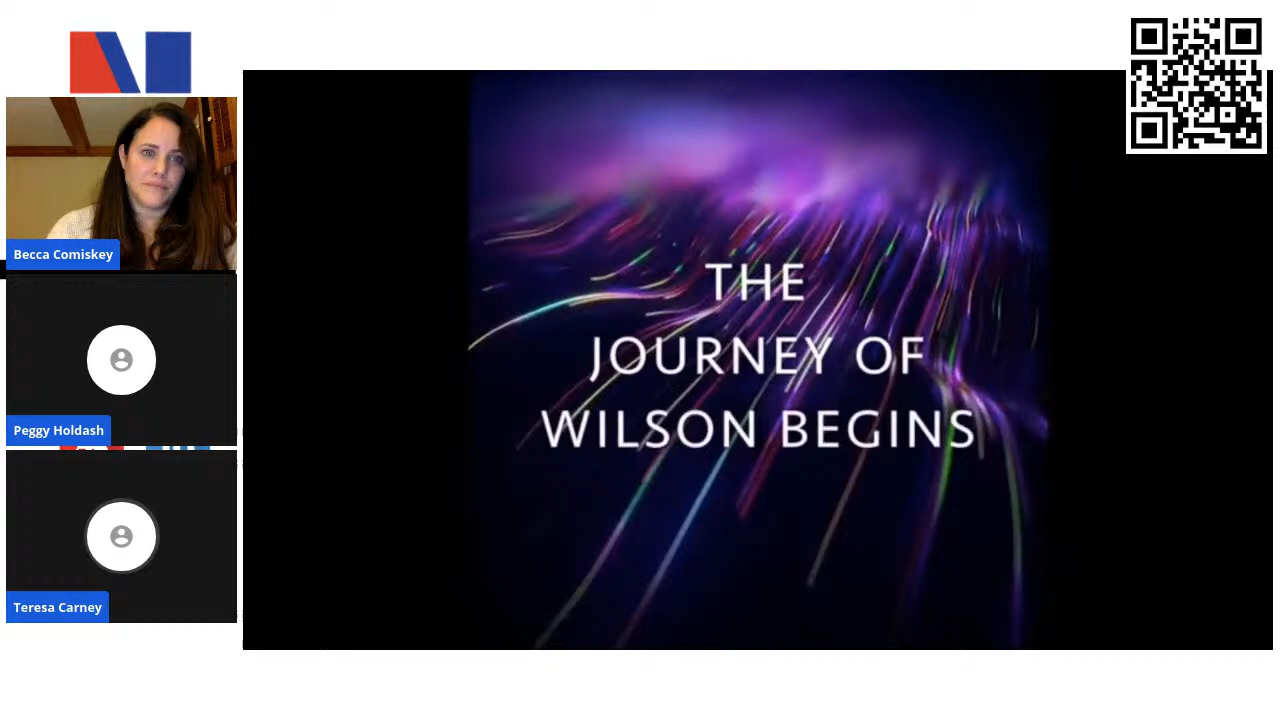 Becca Comiskey
Peggy Holdash
Teresa Carney
THE
JOURNEY OF
WILSON BEGINS